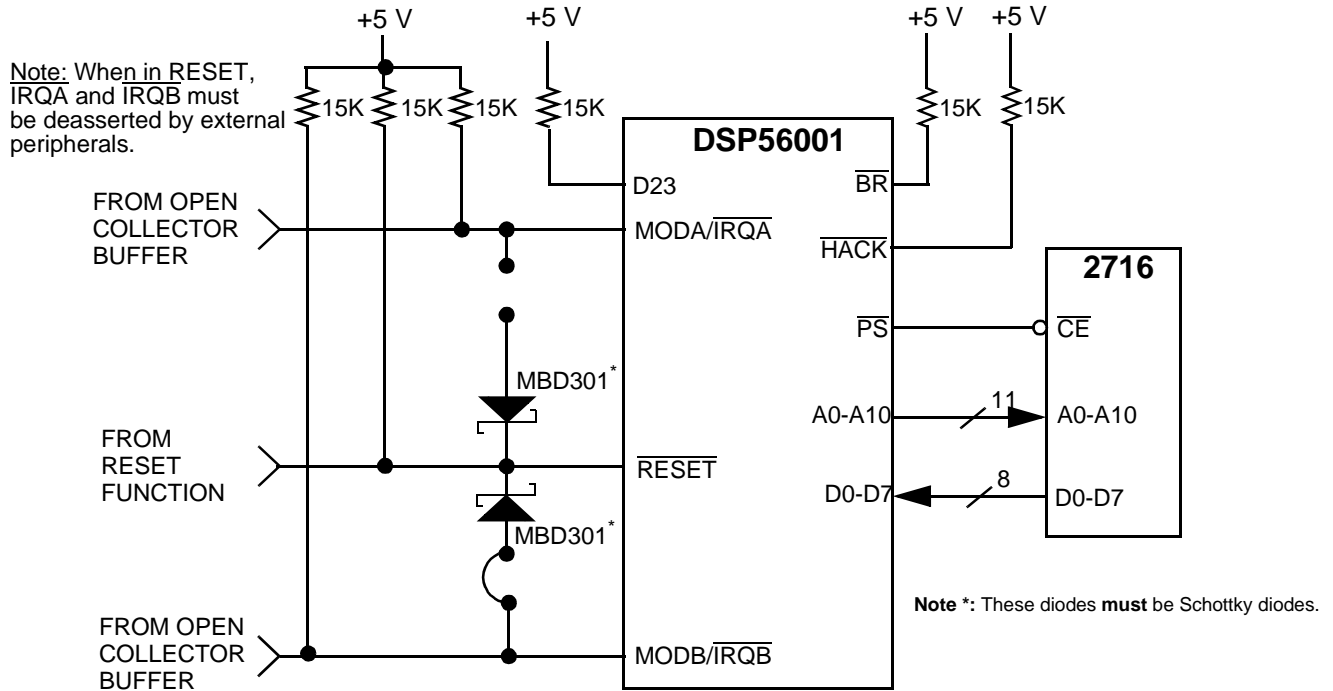 +5 V
+5 V
+5 V
+5 V
Note: When in RESET,
IRQA and IRQB must
be deasserted by external
peripherals.
15K
15K
15K
15K
15K
15K
DSP56001
D23
BR
FROM OPEN
COLLECTOR
BUFFER
MODA/IRQA
HACK
2716
PS
CE
MBD301*
A0-A10
11
A0-A10
FROM
RESET
FUNCTION
RESET
D0-D7
8
D0-D7
MBD301*
Note *: These diodes must be Schottky diodes.
FROM OPEN
COLLECTOR
BUFFER
MODB/IRQB